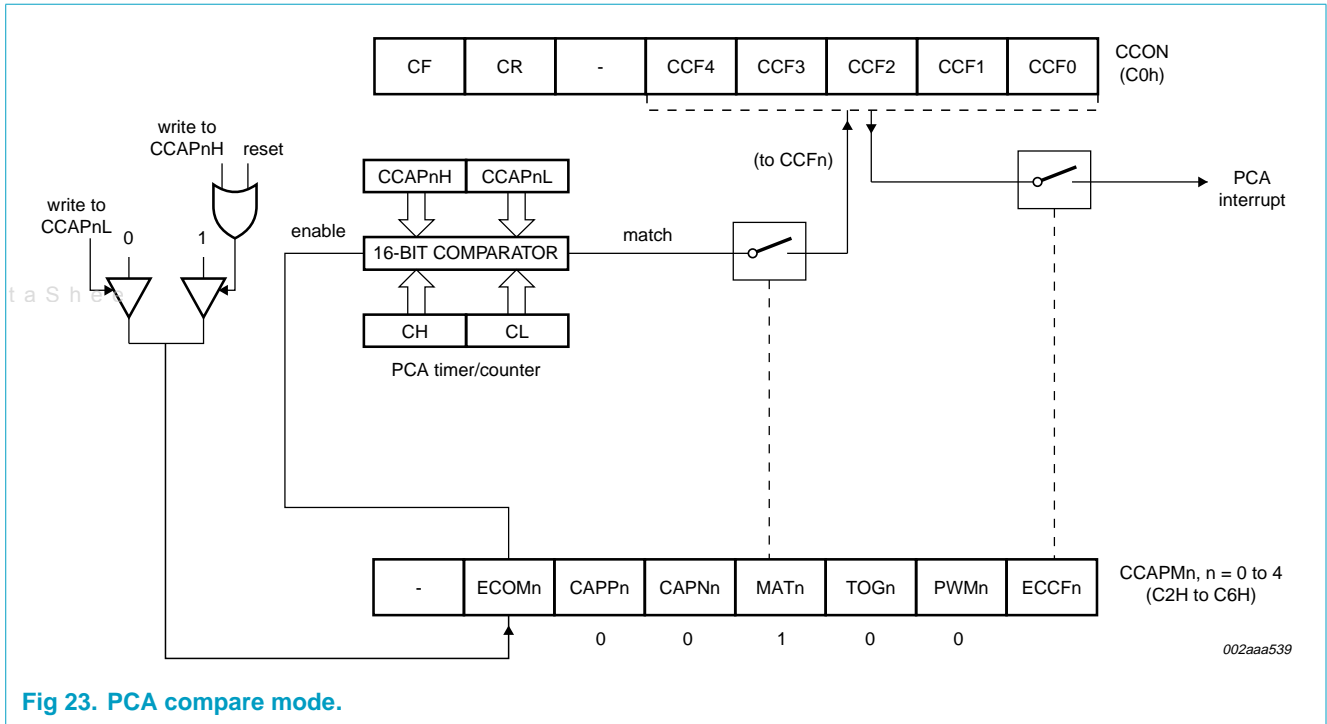 CF CR - CCF4 CCF3 CCF2 CCF1 CCF0
CCON
(C0h)
write to
CCAPnH reset
(to CCFn)
CCAPnH CCAPnL
PCA
interrupt
write to
CCAPnL
0 1
enable
16-BIT COMPARATOR
match
taShee
CH CL
PCA timer/counter
- ECOMn CAPPn CAPNn MATn TOGn PWMn ECCFn
CCAPMn, n = 0 to 4
(C2H to C6H)
0 0 1 0 0
002aaa539
Fig 23. PCA compare mode.